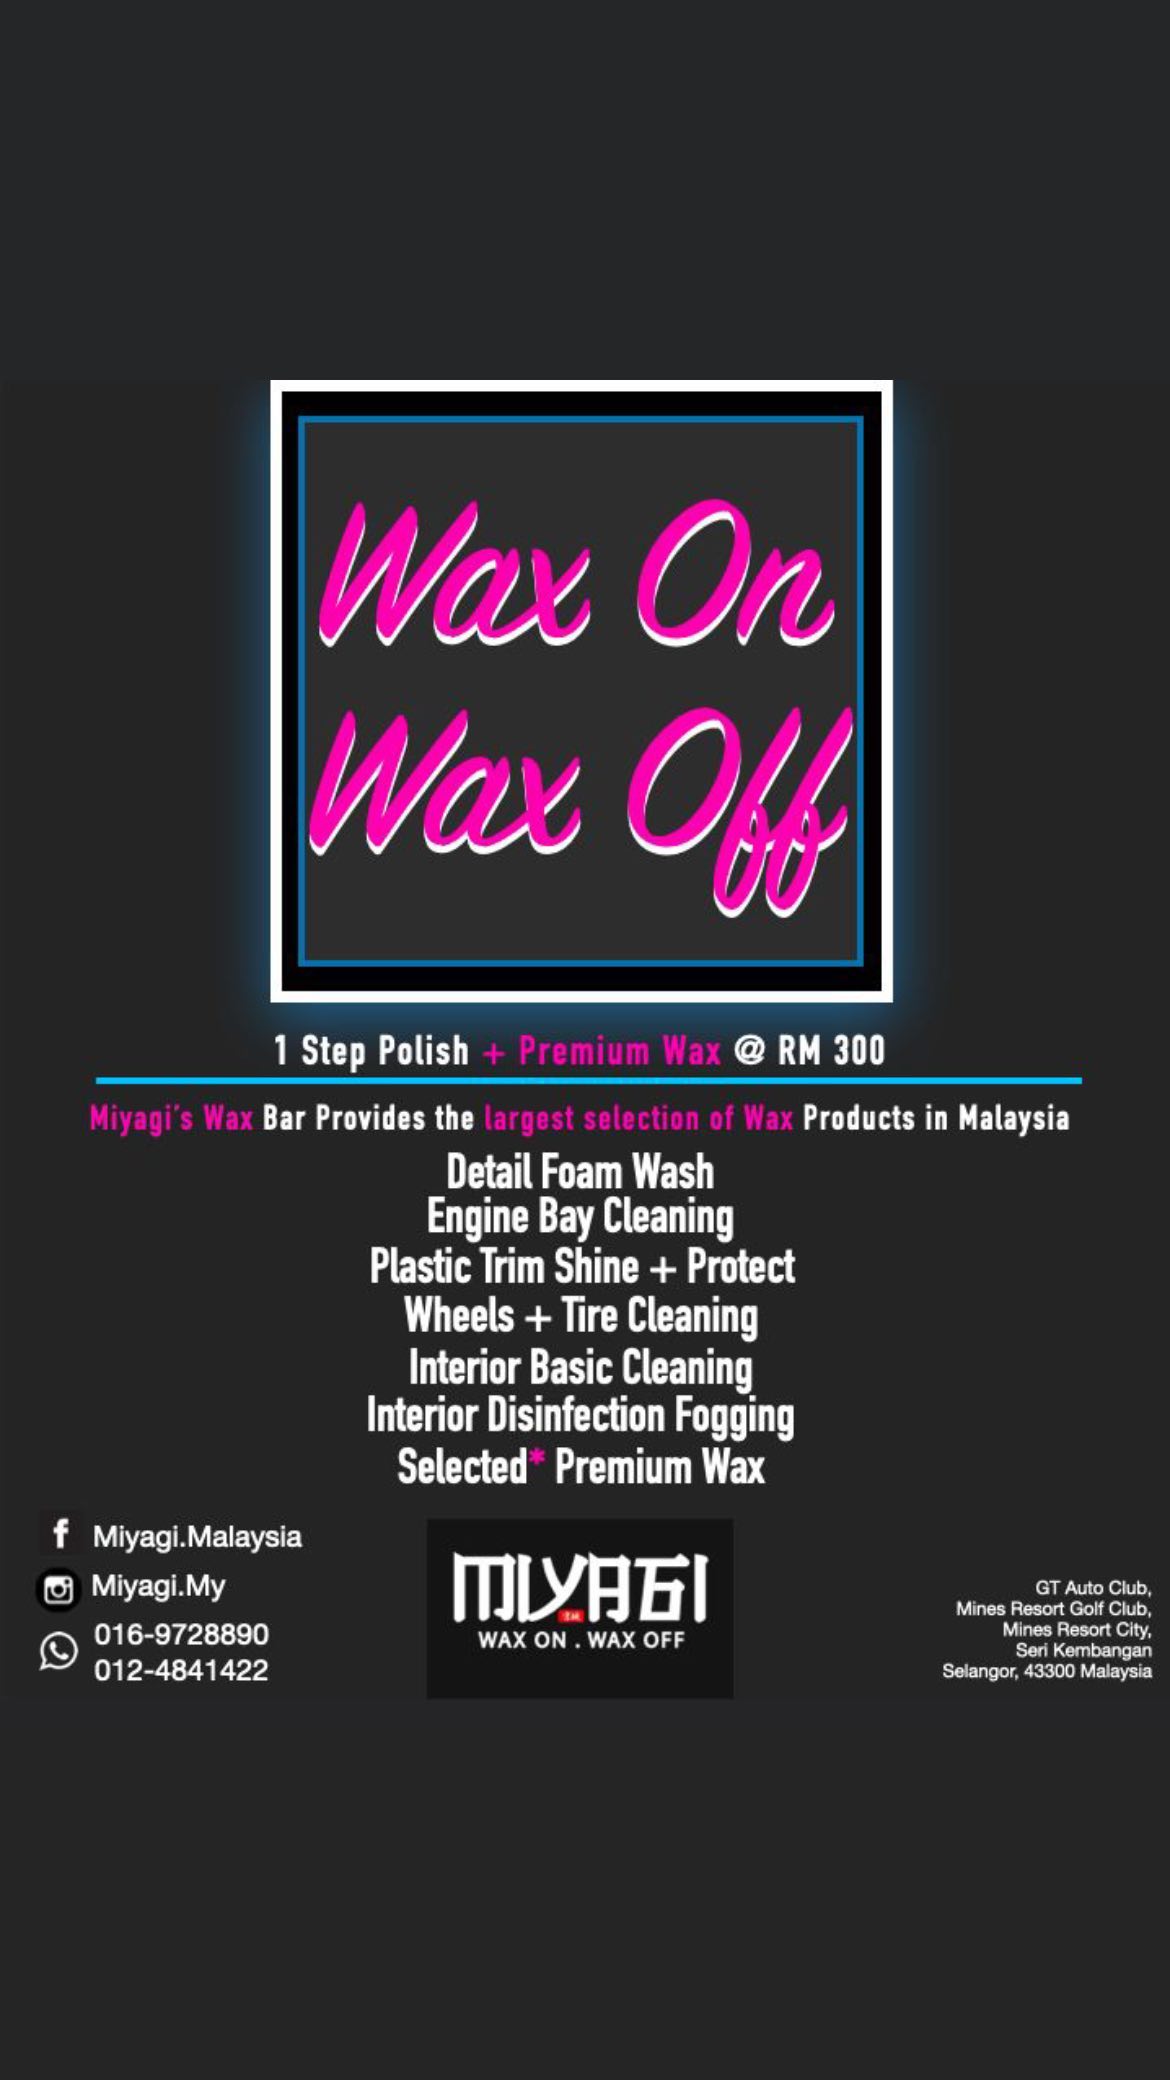 Wax On
Wax Off
1 Step Polish + Premium Wax @ RM 300
Miyagi's Wax Bar Provides the largest selection of Wax Products in Malaysia
Detail Foam Wash
Engine Bay Cleaning
Plastic Trim Shine + Protect
Wheels + Tire Cleaning
Interior Basic Cleaning
Interior Disinfection Fogging
Selected* Premium Wax
Miyagi.Malaysia
Miyagi.My
016-9728890
012-4841422
MIYAGI
WAX ON . WAX OFF
GT Auto Club,
Mines Resort Golf Club,
Mines Resort City,
Seri Kembangan
Selangor, 43300 Malaysia